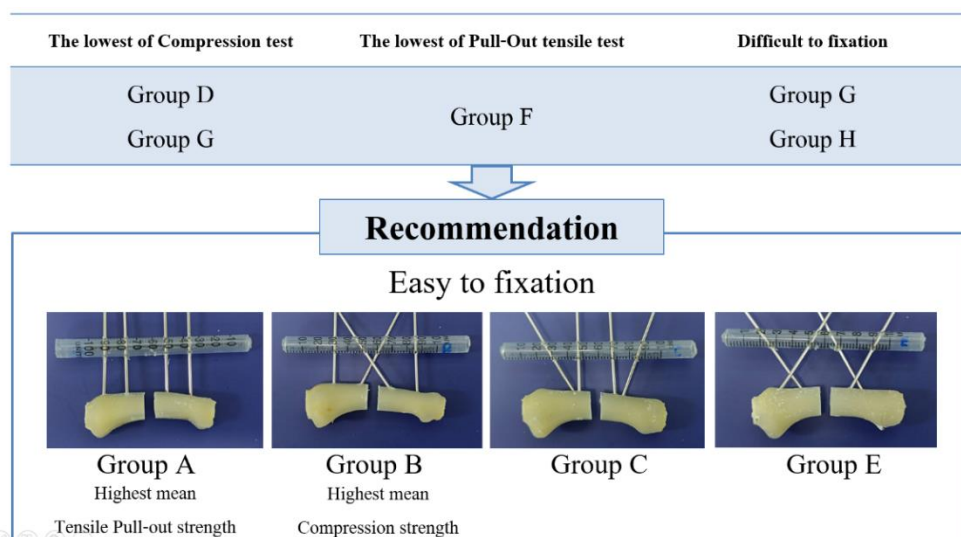 The lowest of Compression test
The lowest of Pull-Out tensile test
Difficult to fixation
Group D
Group G
Group F
Group G
Group H
Recommendation
Easy to fixation
Group A
Highest mean
Tensile Pull-out strength
Group B
Highest mean
Compression strength
Group C
Group E